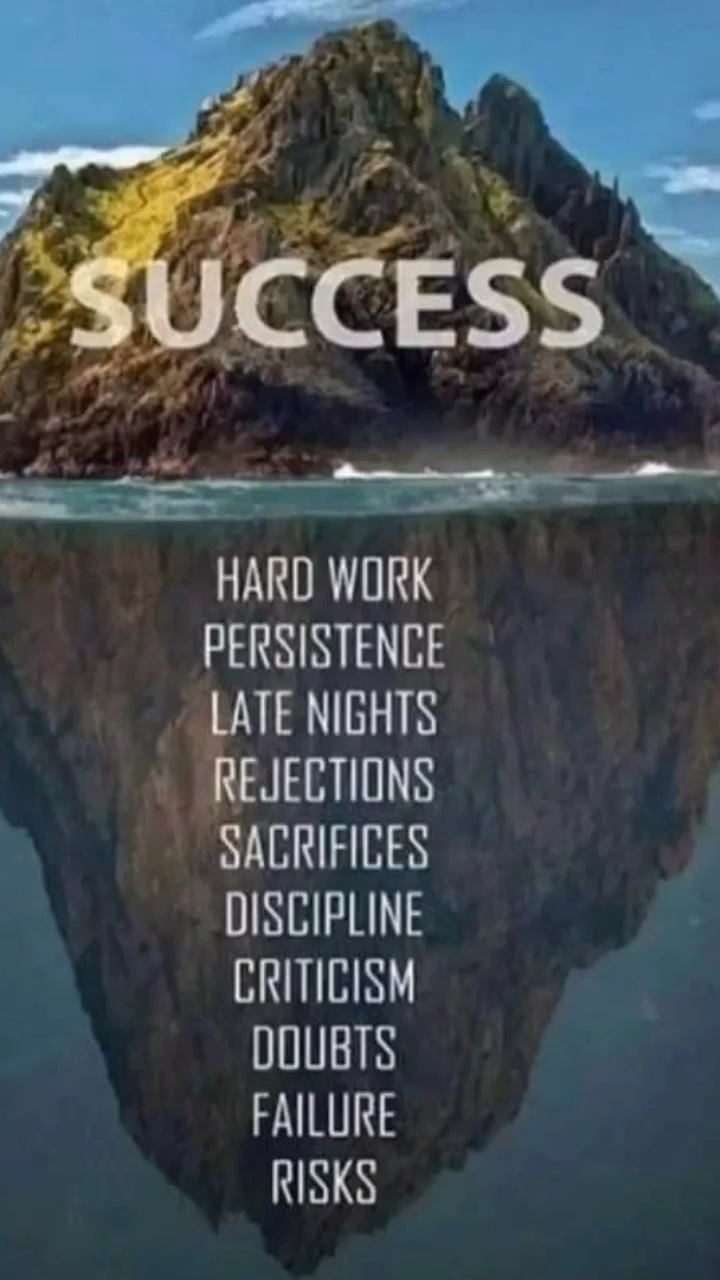 SUCCESS
HARD WORK
PERSISTENCE
LATE NIGHTS
REJECTIONS
SACRIFICES
DISCIPLINE
CRITICISM
DOUBTS
FAILURE
RISKS